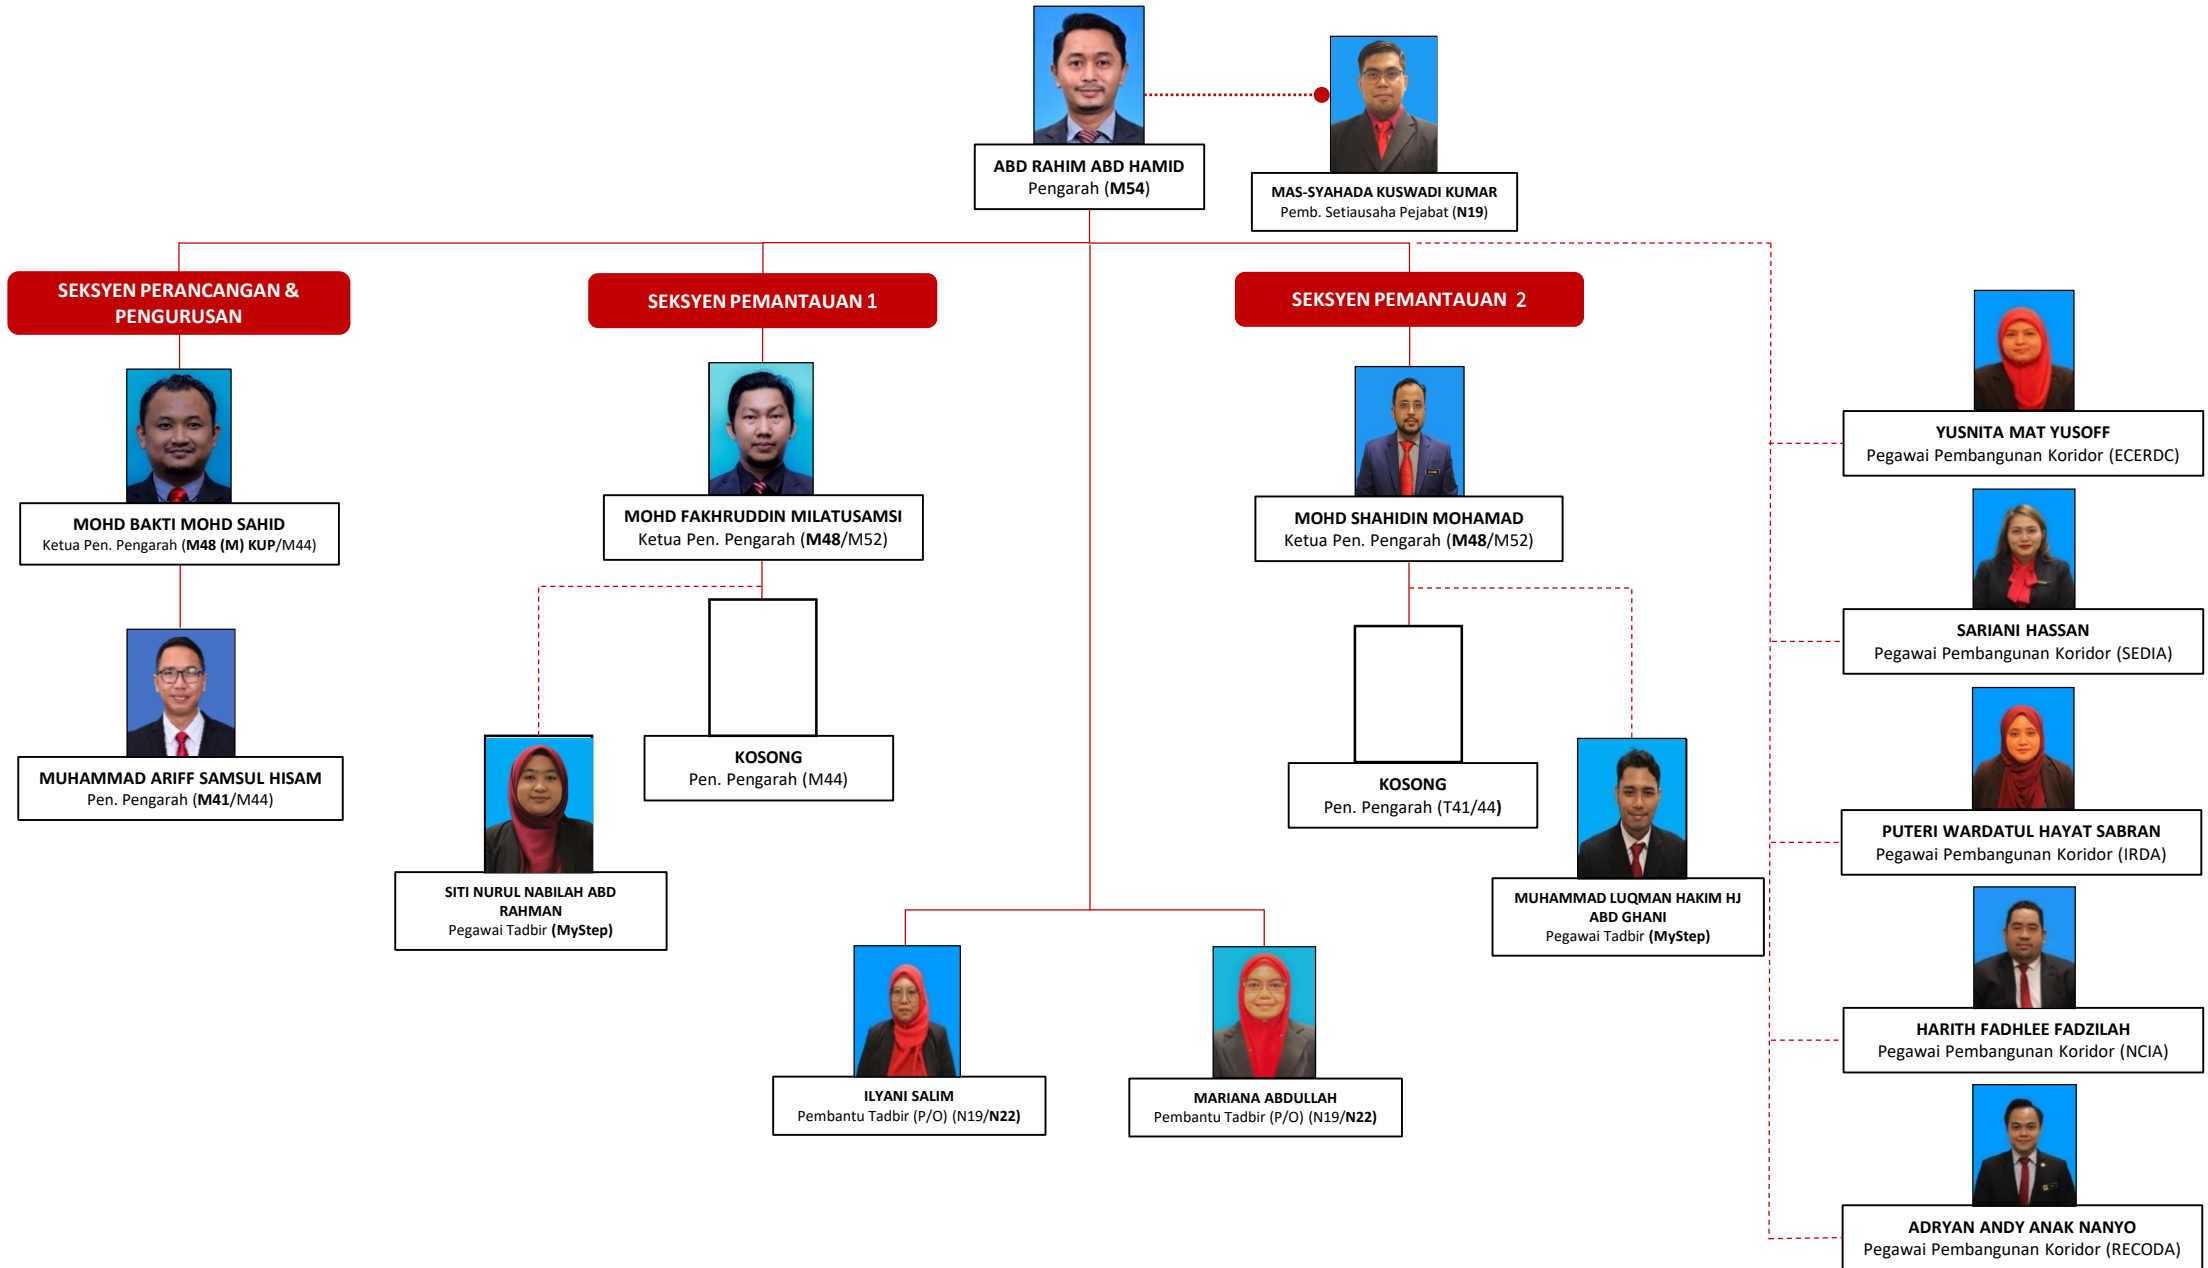 ABD RAHIM ABD HAMID
Pengarah (M54)
MAS-SYAHADA KUSWADI KUMAR
Pemb. Setiausaha Pejabat (N19)
SEKSYEN PERANCANGAN &
PENGURUSAN
SEKSYEN PEMANTAUAN 1
SEKSYEN PEMANTAUAN 2
MOHD BAKTI MOHD SAHID
Ketua Pen. Pengarah (M48 (M) KUP/M44)
MUHAMMAD ARIFF SAMSUL HISAM
Pen. Pengarah (M41/M44)
MOHD FAKHRUDDIN MILATUSAMSI
Ketua Pen. Pengarah (M48/M52)
SITI NURUL NABILAH ABD
RAHMAN
Pegawai Tadbir (MyStep)
KOSONG
Pen. Pengarah (M44)
MOHD SHAHIDIN MOHAMAD
Ketua Pen. Pengarah (M48/M52)
KOSONG
Pen. Pengarah (T41/44)
MUHAMMAD LUQMAN HAKIM HJ
ABD GHANI
Pegawai Tadbir (MyStep)
ILYANI SALIM
Pembantu Tadbir (P/O) (N19/N22)
MARIANA ABDULLAH
Pembantu Tadbir (P/O) (N19/N22)
YUSNITA MAT YUSOFF
Pegawai Pembangunan Koridor (ECERDC)
SARIANI HASSAN
Pegawai Pembangunan Koridor (SEDIA)
PUTERI WARDATUL HAYAT SABRAN
Pegawai Pembangunan Koridor (IRDA)
HARITH FADHLEE FADZILAH
Pegawai Pembangunan Koridor (NCIA)
ADRYAN ANDY ANAK NANYO
Pegawai Pembangunan Koridor (RECODA)